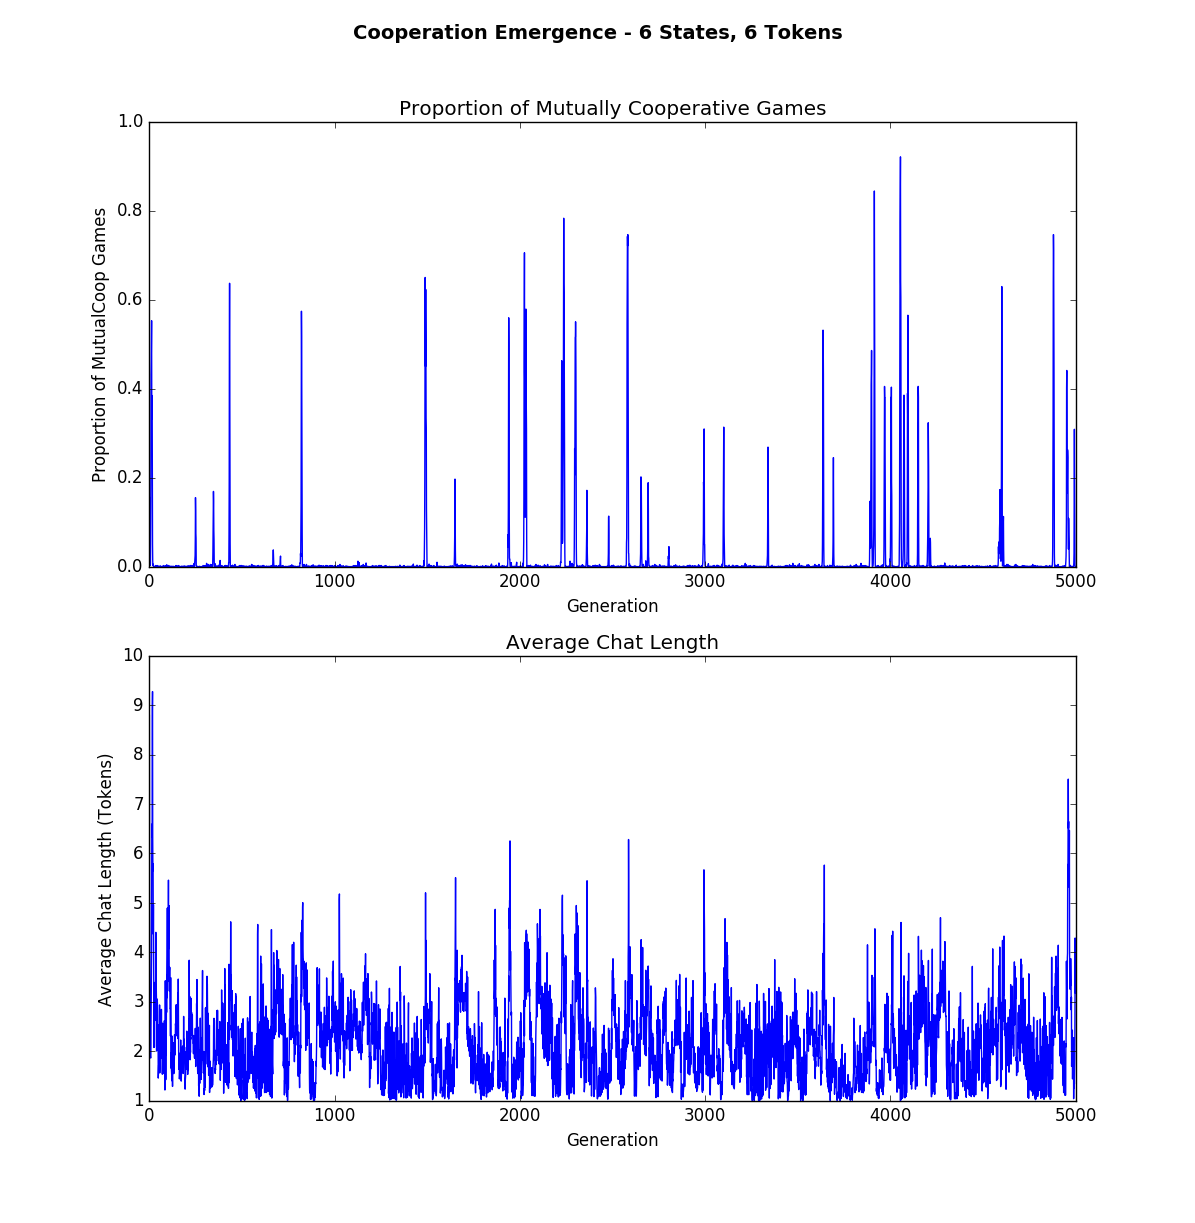 Cooperation Emergence - 6 States, 6 Tokens
Proportion of Mutually Cooperative Games
Proportion of MutualCoop Games
1.0
0.8
0.6
0.4
0.2
0.0
0 1000 2000 3000 4000 5000
Generation
Average Chat Length
Average Chat Length (Tokens)
10
9
8
7
6
5
4
3
2
1
0 1000 2000 3000 4000 5000
Generation